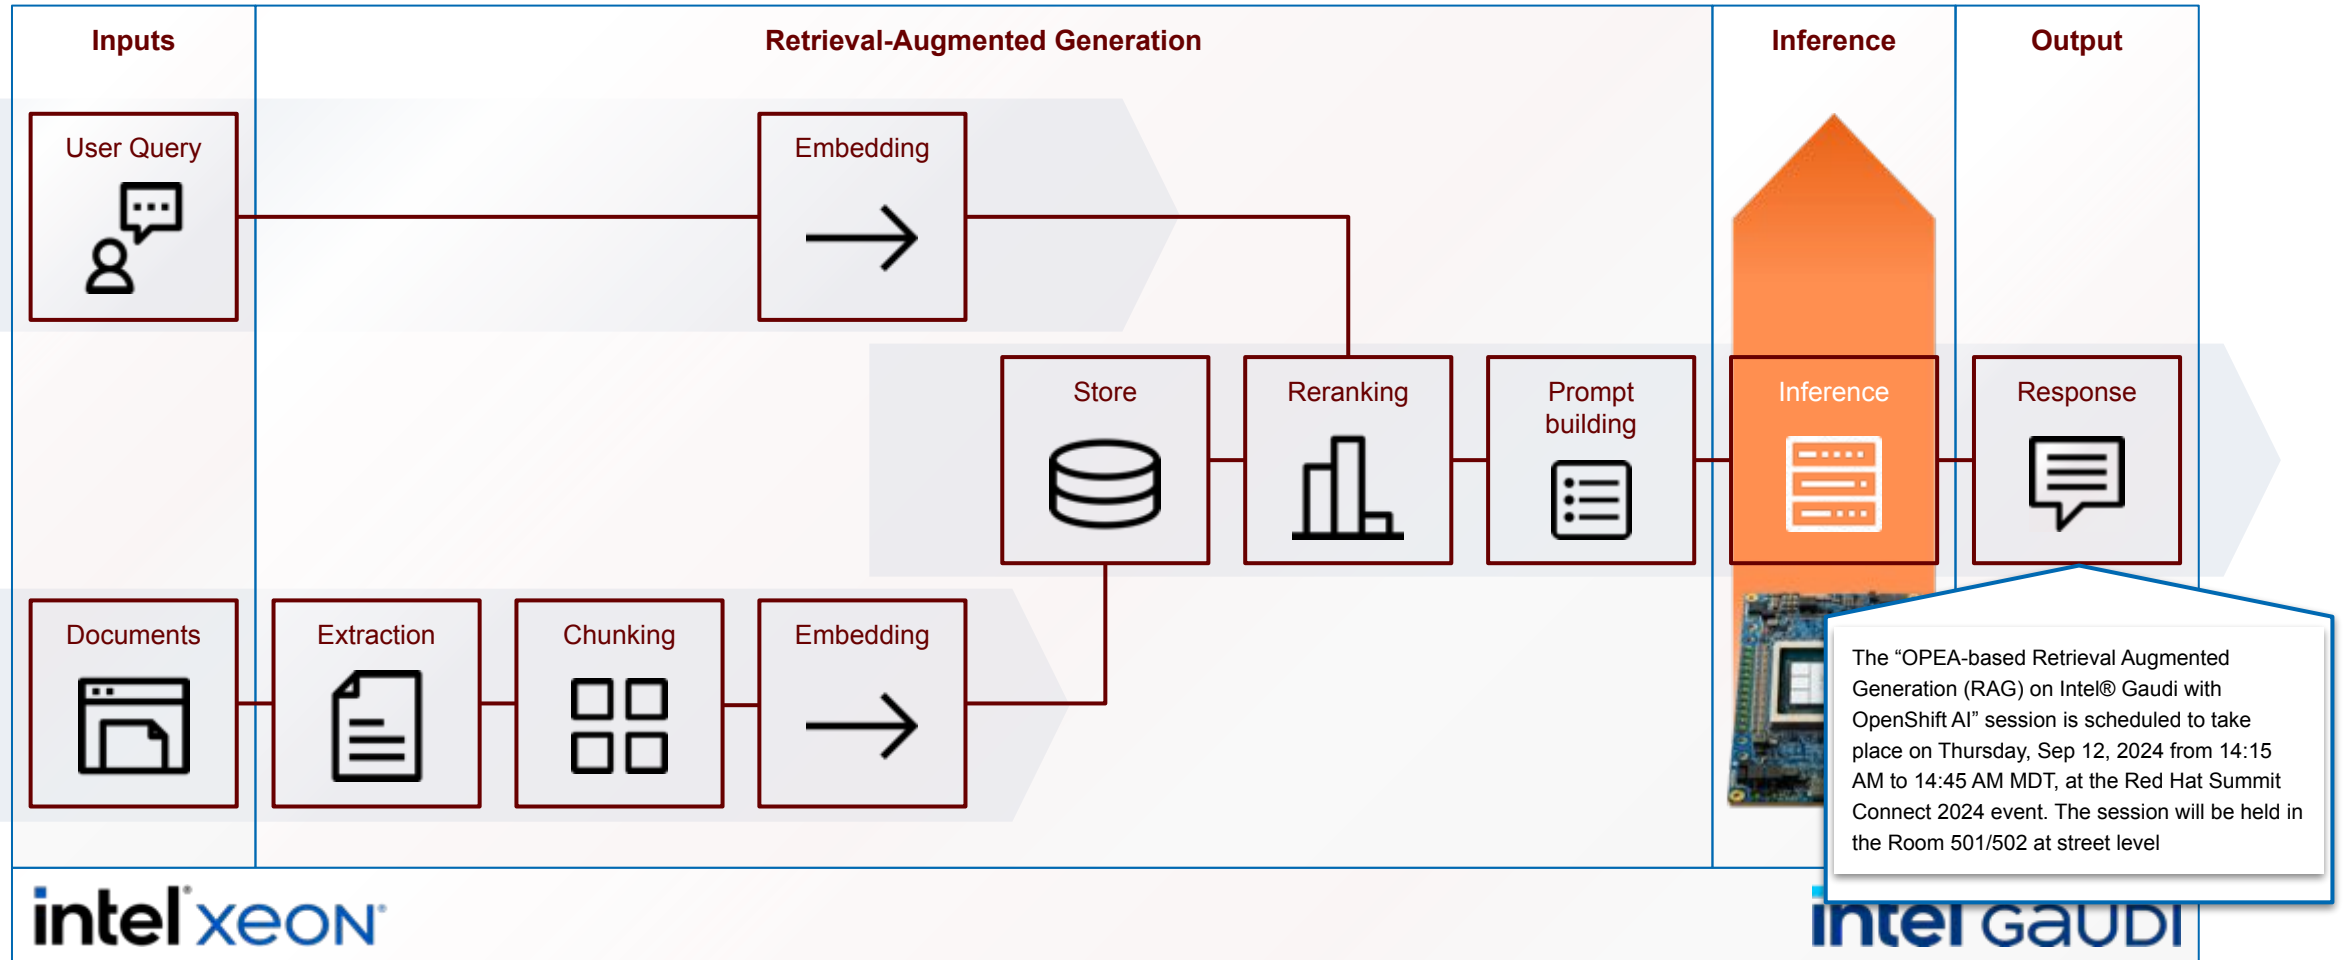 Inputs
Retrieval-Augmented Generation
Inference
Output
User Query
Embedding
Store
Reranking
Prompt
building
Inference
Response
Documents
Extraction
Chunking
Embedding
The “OPEA-based Retrieval Augmented
Generation (RAG) on Intel® Gaudi with
OpenShift AI” session is scheduled to take
place on Thursday, Sep 12, 2024 from 14:15
AM to 14:45 AM MDT, at the Red Hat Summit
Connect 2024 event. The session will be held in
the Room 501/502 at street level
intel® xeon®
intel gaudi